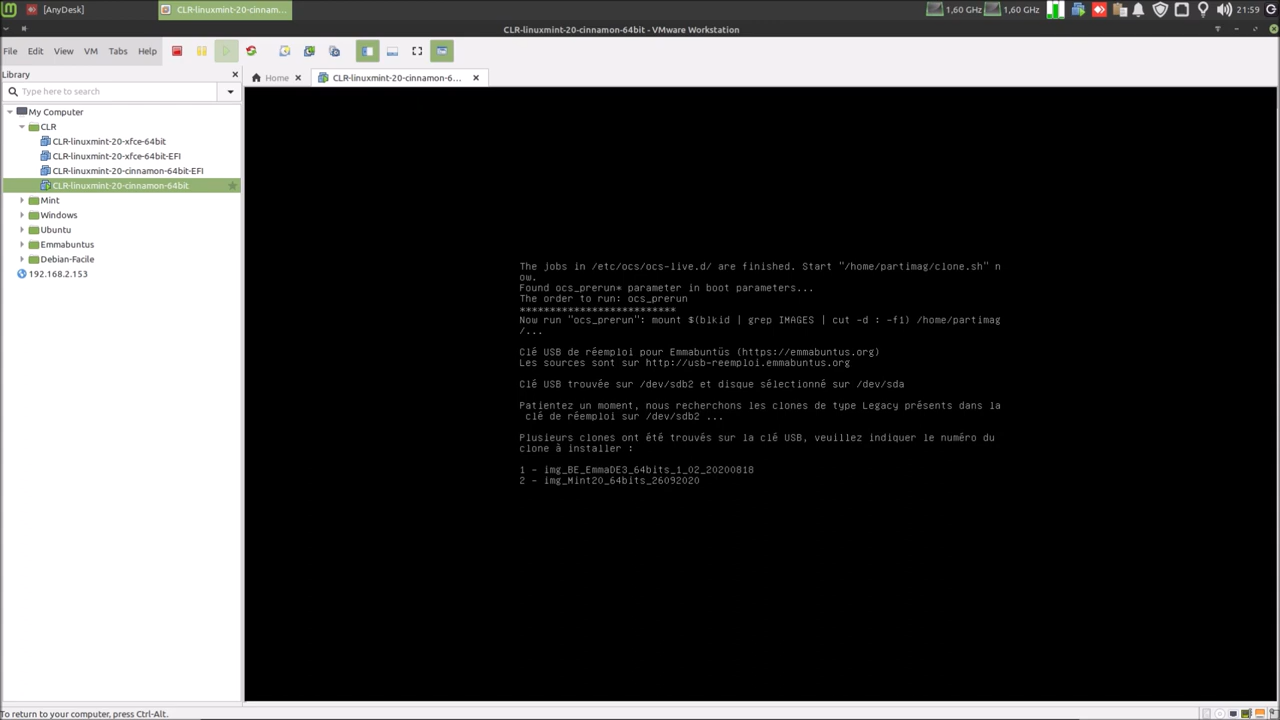 [AnyDesk]
CLR-linuxmint-20-cinnam...
1,60 GHz
1,60 GHz
21:59
CLR-linuxmint-20-cinnamon-64bit - VMware Workstation
File Edit View VM Tabs Help
Library
Home
CLR-linuxmint-20-cinnamon-6...
Type here to search
My Computer
CLR
CLR-linuxmint-20-xfce-64bit
CLR-linuxmint-20-xfce-64bit-EFI
CLR-linuxmint-20-cinnamon-64bit-EFI
CLR-linuxmint-20-cinnamon-64bit
Mint
Windows
Ubuntu
Emmabuntus
Debian-Facile
192.168.2.153
The jobs in /etc/ocs/ocs-live.d/ are finished. Start "/home/partimag/clone.sh" n
ow.
Found ocs_prerun* parameter in boot parameters...
The order to run: ocs_prerun
**************************
Now run "ocs_prerun": mount $(blkid | grep IMAGES | cut -d : -f1) /home/partimag
/...
Clé USB de réemploi pour Emmabuntüs (https://emmabuntus.org)
Les sources sont sur http://usb-reemploi.emmabuntus.org
Clé USB trouvée sur /dev/sdb2 et disque sélectionné sur /dev/sda
Patientez un moment, nous recherchons les clones de type Legacy présents dans la
clé de réemploi sur /dev/sdb2 ...
Plusieurs clones ont été trouvés sur la clé USB, veuillez indiquer le numéro du
clone à installer :
1 - img_BE_EmmaDE3_64bits_1_02_20200818
2 - img_Mint20_64bits_26092020
To return to your computer, press Ctrl-Alt.